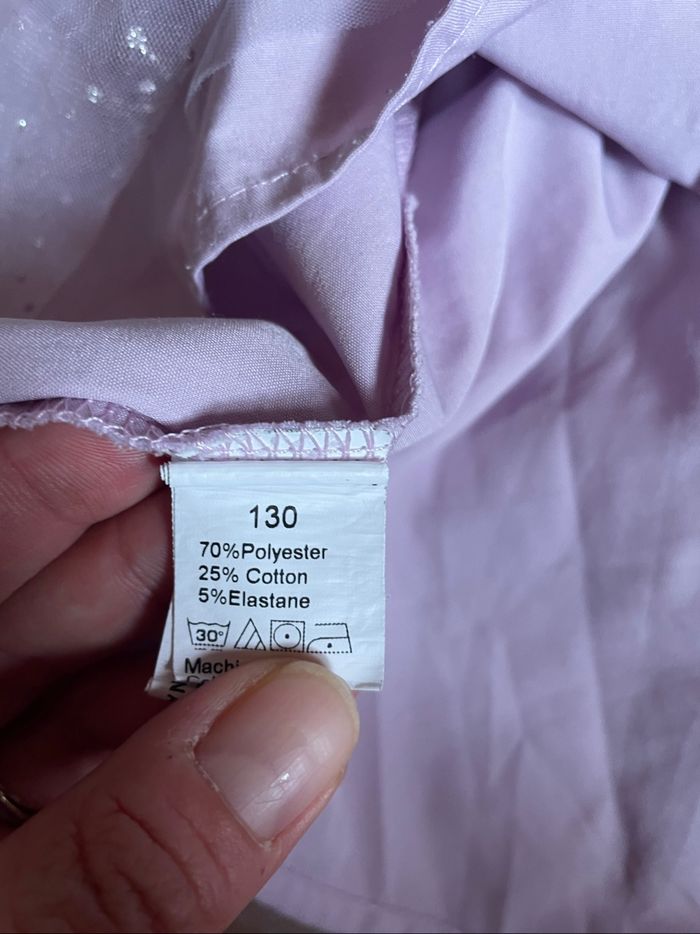 130
70%Polyester
25% Cotton
5%Elastane
30°